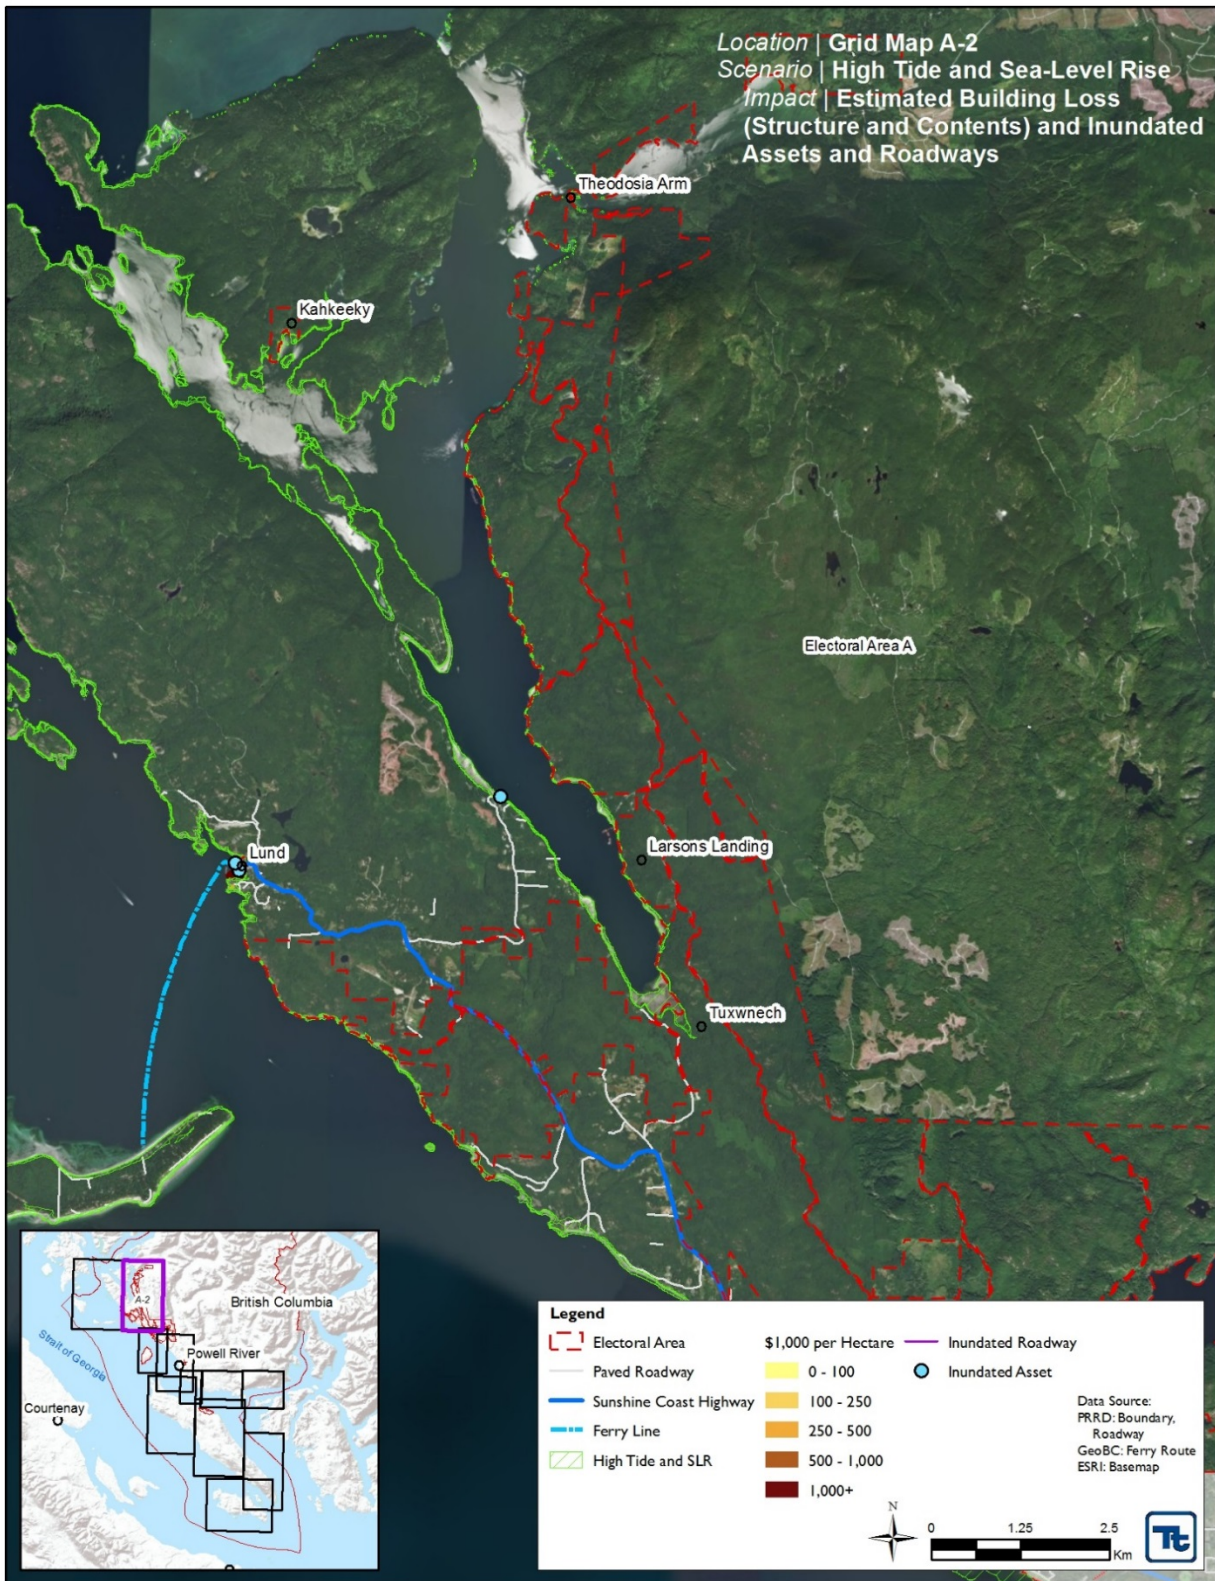 Location | Grid Map A-2
Scenario | High Tide and Sea-Level Rise
Impact | Estimated Building Loss
(Structure and Contents) and Inundated
Assets and Roadways
Theodosia Arm
Kahkeeky
Electoral Area A
Lund
Larsons Landing
Tuxwnech
A-2
British Columbia
Strait of Georgia
Powell River
Courtenay
Legend
Electoral Area
Paved Roadway
Sunshine Coast Highway
Ferry Line
High Tide and SLR
$1,000 per Hectare
0 - 100
100 - 250
250 - 500
500 - 1,000
1,000+
Inundated Roadway
Inundated Asset
Data Source:
PRRD: Boundary,
Roadway
GeoBC: Ferry Route
ESRI: Basemap
N
0 1.25 2.5
Km
Tt